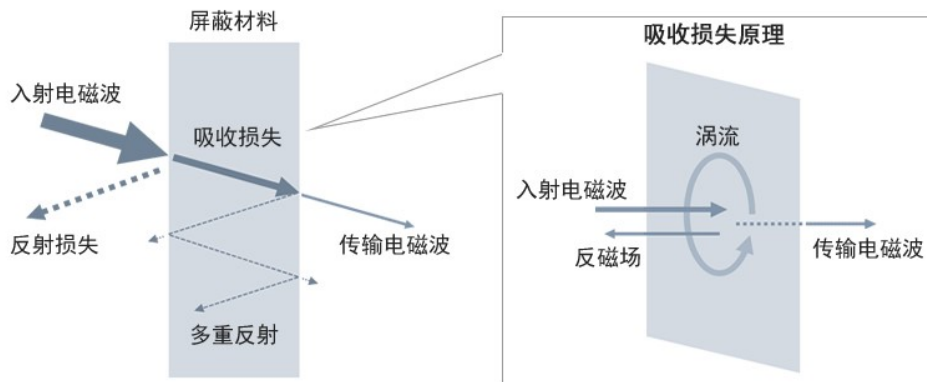 屏蔽材料
入射电磁波
吸收损失
反射损失
传输电磁波
多重反射
吸收损失原理
涡流
入射电磁波
反磁场
传输电磁波